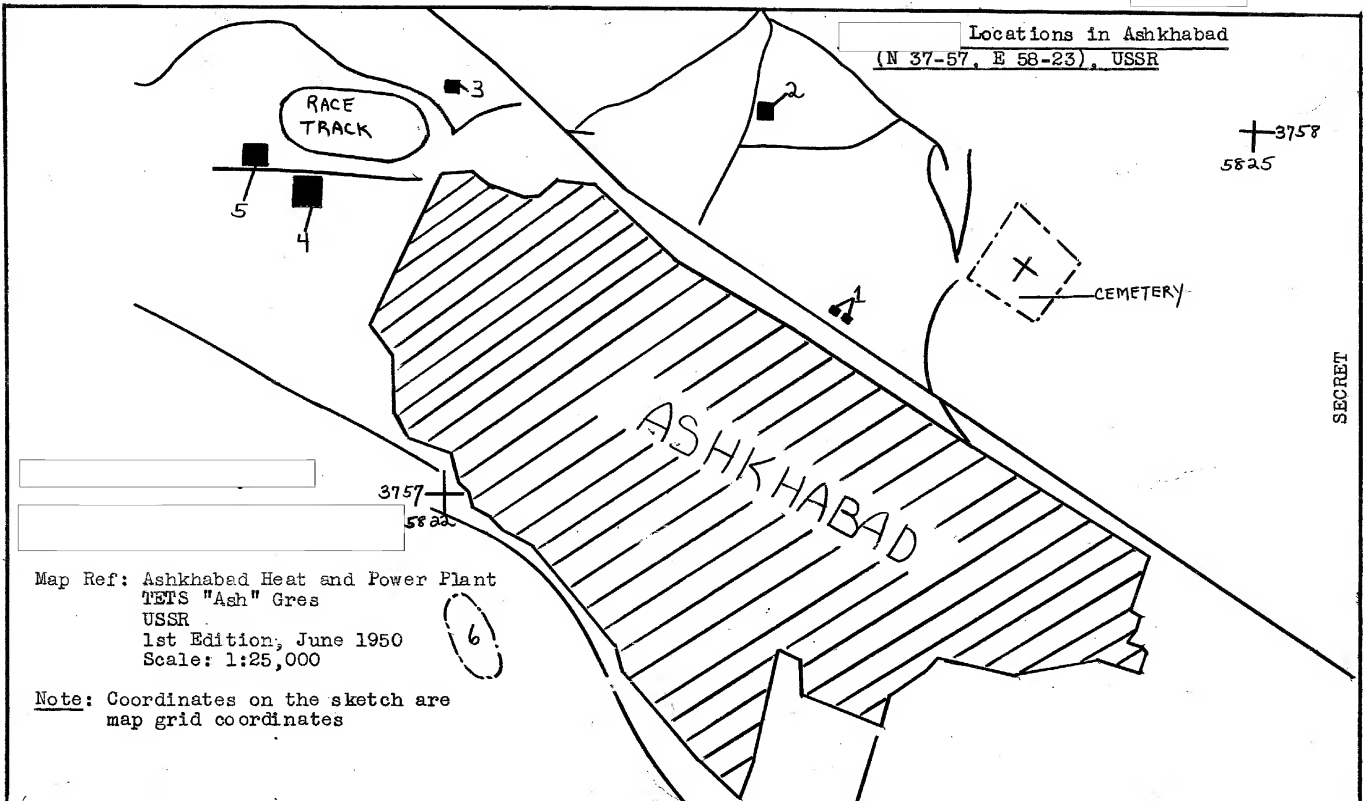 Locations in Ashkhabad
(N 37-57, E 58-23), USSR
3
2
RACE
TRACK
3758
5825
5
4
1
CEMETERY
SECRET
ASHKHABAD
3757
5822
Map Ref: Ashkhabad Heat and Power Plant
TETS "Ash" Gres
USSR
1st Edition, June 1950
Scale: 1:25,000
6
Note: Coordinates on the sketch are
map grid coordinates